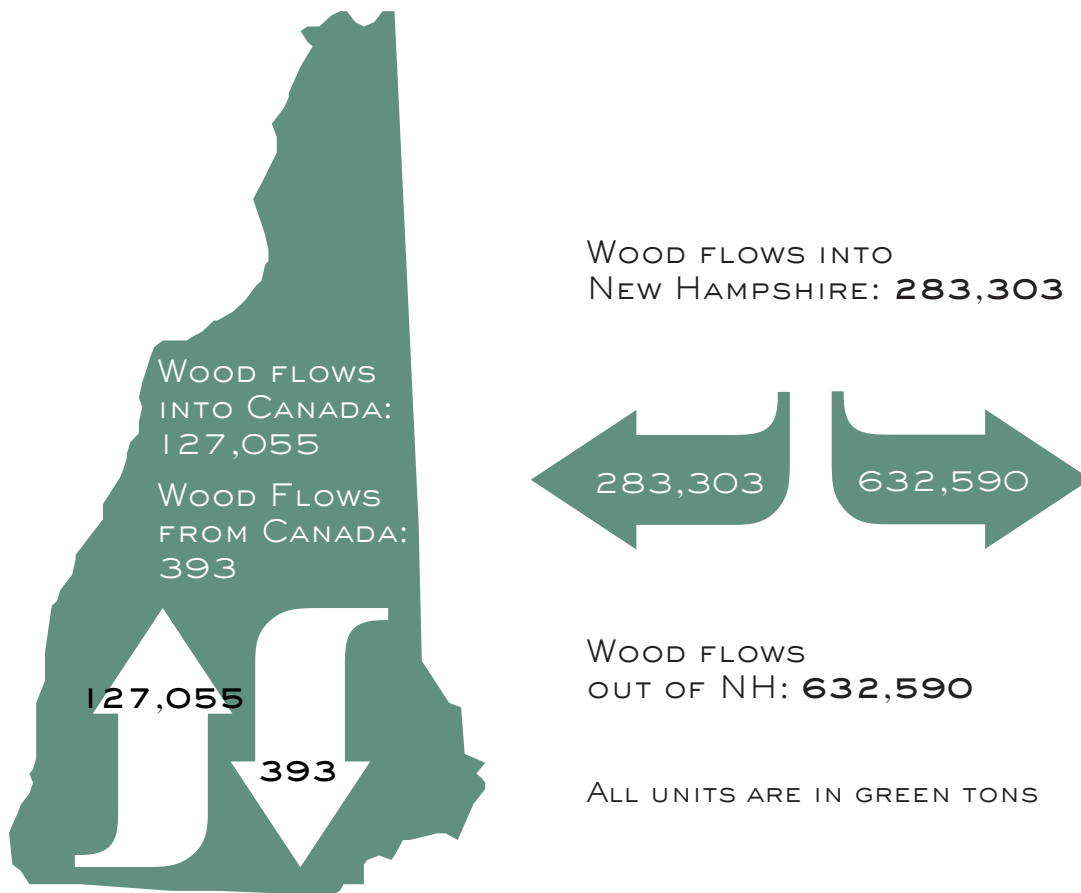 Wood flows into
New Hampshire: 283,303
Wood flows
into Canada:
127,055
Wood Flows
from Canada:
393
283,303
632,590
Wood flows
out of NH: 632,590
127,055
393
All units are in green tons